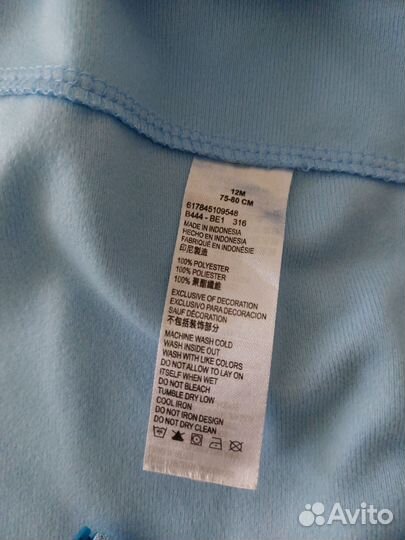 12M
75-80 CM
617845109548
B444 - BE1 316
MADE IN INDONESIA
HECHO EN INDONESIA
FABRIQUÉ EN INDONÉSIE
印尼製造
100% POLYESTER
100% POLIESTER
100% 聚酯纖維
EXCLUSIVE OF DECORATION
EXCLUSIVO PARA DECORACION
SAUF DÉCORATION
不包括装饰部分
MACHINE WASH COLD
WASH INSIDE OUT
WASH WITH LIKE COLORS
DO NOT ALLOW TO LAY ON
ITSELF WHEN WET
DO NOT BLEACH
TUMBLE DRY LOW
COOL IRON
DO NOT IRON DESIGN
DO NOT DRY CLEAN
Avito